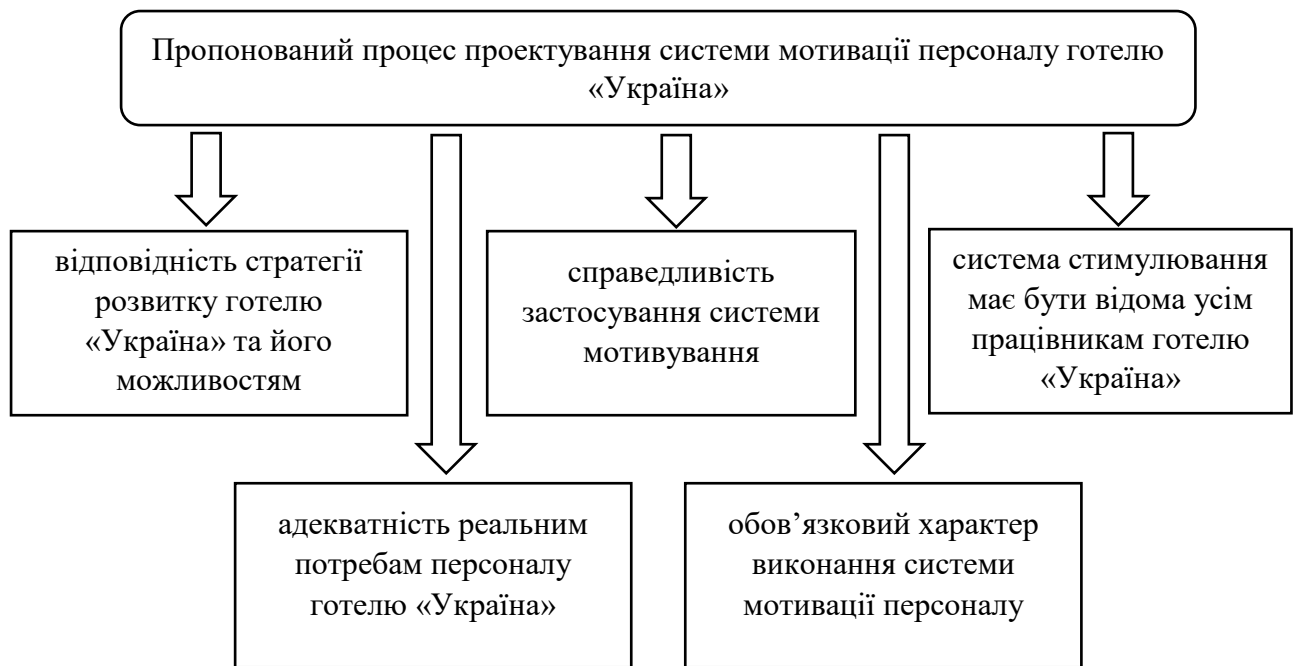 Пропонований процес проектування системи мотивації персоналу готелю
«Україна»
відповідність стратегії
розвитку готелю
«Україна» та його
можливостям
справедливість
застосування системи
мотивування
система стимулювання
має бути відома усім
працівникам готелю
«Україна»
адекватність реальним
потребам персоналу
готелю «Україна»
обов’язковий характер
виконання системи
мотивації персоналу